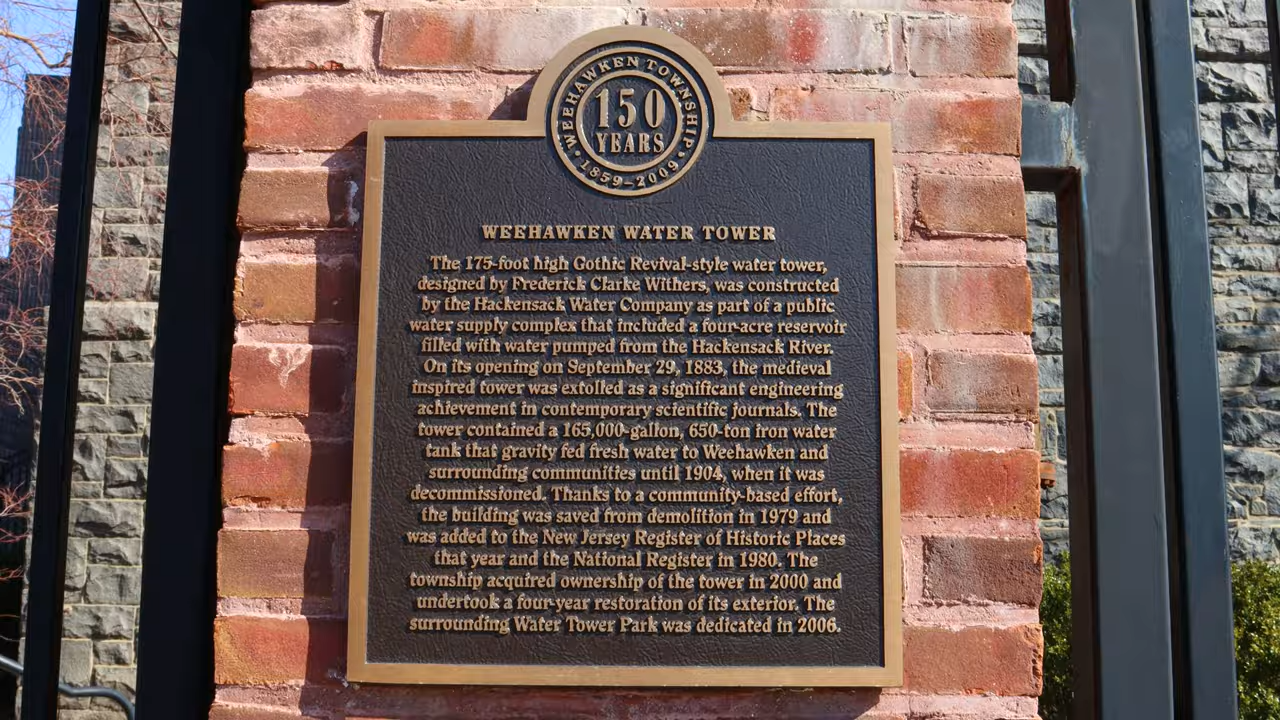 WEEHAWKEN TOWNSHIP
150
YEARS
1859-2009
WEEHAWKEN WATER TOWER
The 175-foot high Gothic Revival-style water tower,
designed by Frederick Clarke Withers, was constructed
by the Hackensack Water Company as part of a public
water supply complex that included a four-acre reservoir
filled with water pumped from the Hackensack River.
On its opening on September 29, 1883, the medieval
inspired tower was extolled as a significant engineering
achievement in contemporary scientific journals. The
tower contained a 165,000-gallon, 650-ton iron water
tank that gravity fed fresh water to Weehawken and
surrounding communities until 1904, when it was
decommissioned. Thanks to a community-based effort,
the building was saved from demolition in 1979 and
was added to the New Jersey Register of Historic Places
that year and the National Register in 1980. The
township acquired ownership of the tower in 2000 and
undertook a four-year restoration of its exterior. The
surrounding Water Tower Park was dedicated in 2006.